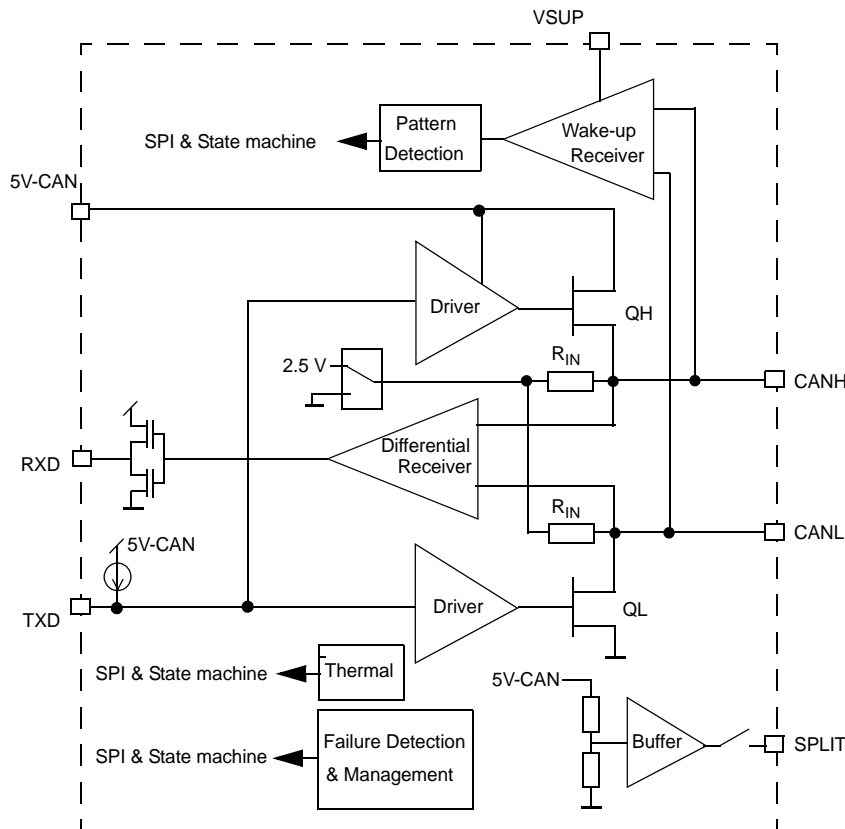 VSUP
Pattern
Detection
Wake-up
Receiver
SPI & State machine
5V-CAN
Driver
QH
2.5 V
RIN
CANH
Differential
Receiver
RXD
RIN
CANL
5V-CAN
TXD
Driver
QL
SPI & State machine
Thermal
5V-CAN
SPI & State machine
Failure Detection
& Management
Buffer
SPLIT